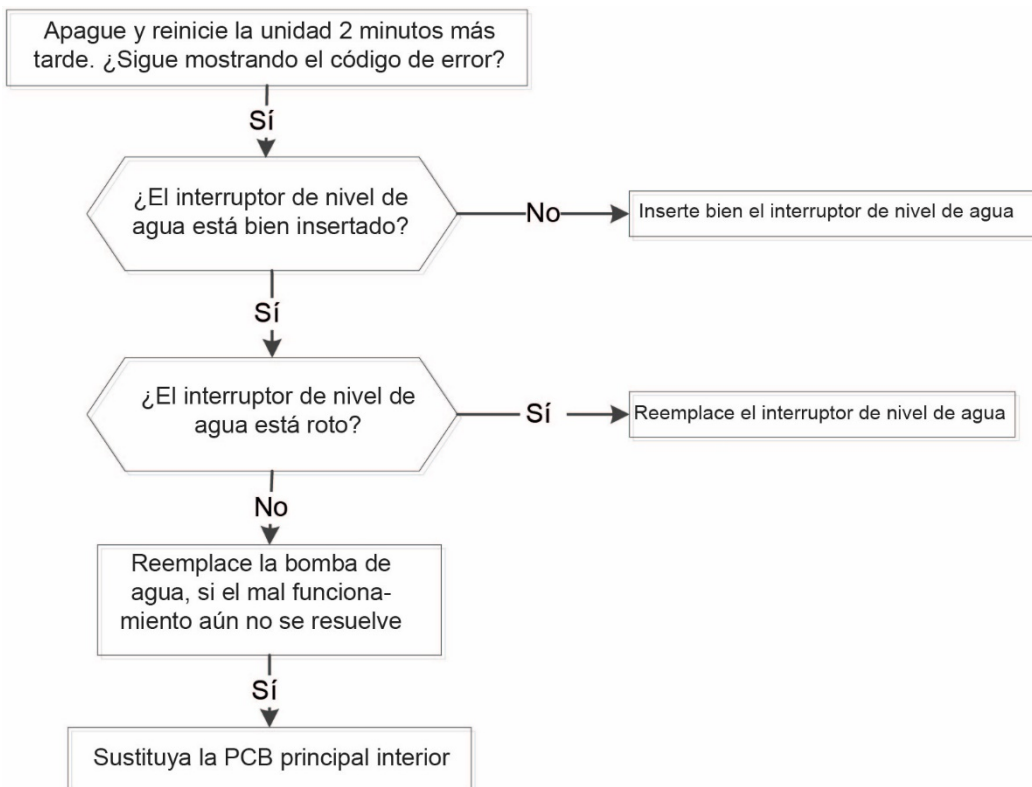 Apague y reinicie la unidad 2 minutos más
tarde. ¿Sigue mostrando el código de error?
Sí
¿El interruptor de nivel de
agua está bien insertado?
No
Inserte bien el interruptor de nivel de agua
Sí
¿El interruptor de nivel de
agua está roto?
Sí
Reemplace el interruptor de nivel de agua
No
Reemplace la bomba de
agua, si el mal funciona-
miento aún no se resuelve
Sí
Sustituya la PCB principal interior